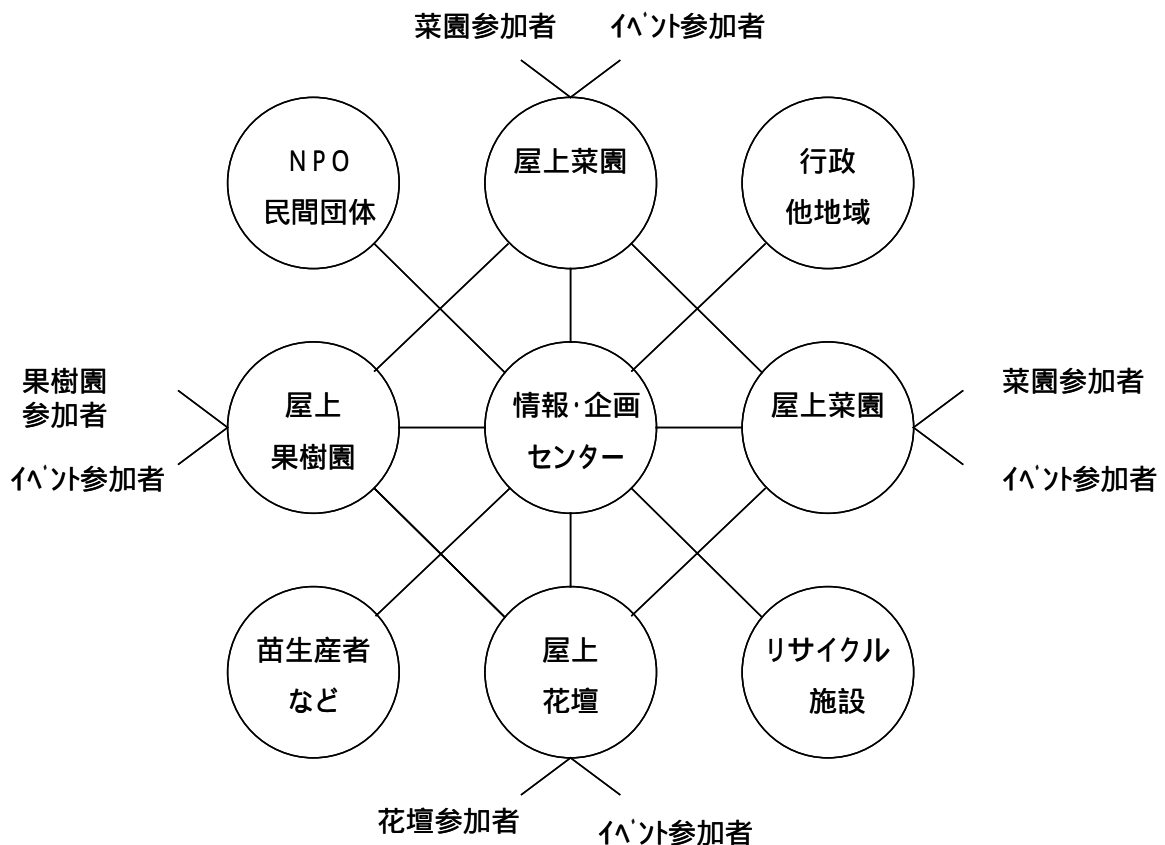 菜園参加者 ｲﾍﾞﾝﾄ参加者
NPO
民間団体
屋上菜園
行政
他地域
果樹園
参加者
ｲﾍﾞﾝﾄ参加者
屋上
果樹園
情報･企画
センター
屋上菜園
菜園参加者
ｲﾍﾞﾝﾄ参加者
苗生産者
など
屋上
花壇
リサイクル
施設
花壇参加者
ｲﾍﾞﾝﾄ参加者